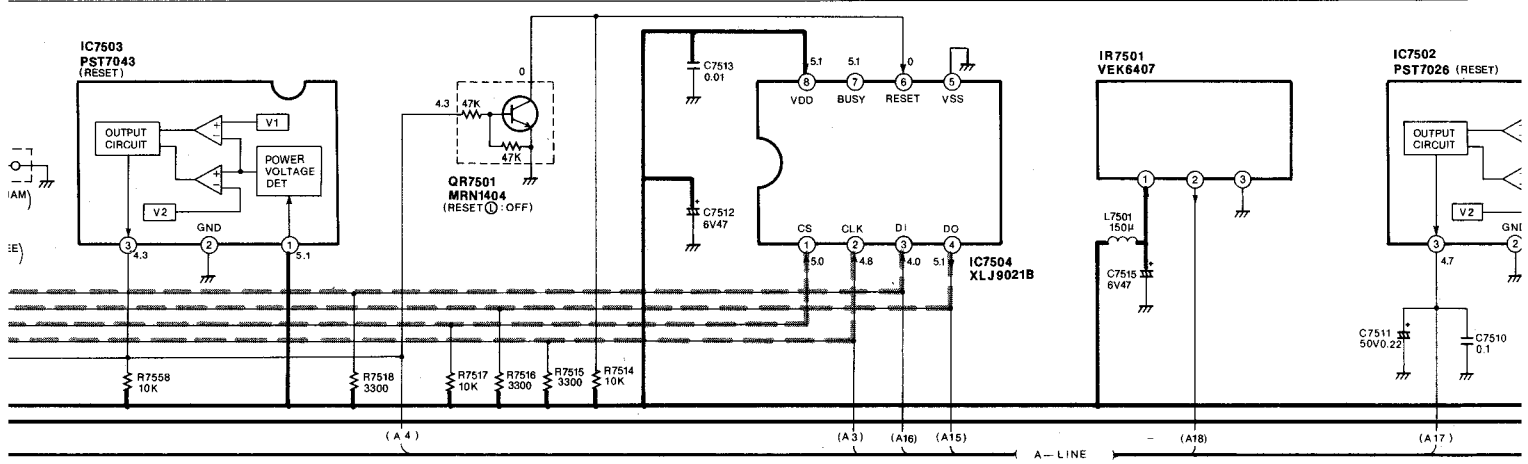 IC7503
PST7043
(RESET)
OUTPUT
CIRCUIT
+
-
V1
+
-
V2
POWER
VOLTAGE
DET
GND
3
2
1
4.3
5.1
0
4.3
47K
47K
QR7501
MRN1404
(RESET Ⓛ: OFF)
C7513
0.01
C7512
6V47
+
5.1
5.1
0
8
7
6
5
VDD
BUSY
RESET
VSS
CS
CLK
DI
DO
1
2
3
4
5.0
4.8
4.0
5.1
IC7504
XLJ9021B
IR7501
VEK6407
1
2
3
L7501
150μ
C7515
6V47
+
IC7502
PST7026 (RESET)
OUTPUT
CIRCUIT
V2
3
4.7
2
C7511
50V0.22
+
C7510
0.1
R7558
10K
R7518
3300
R7517
10K
R7516
3300
R7515
3300
R7514
10K
(A4)
(A3)
(A16)
(A15)
(A18)
(A17)
A-LINE